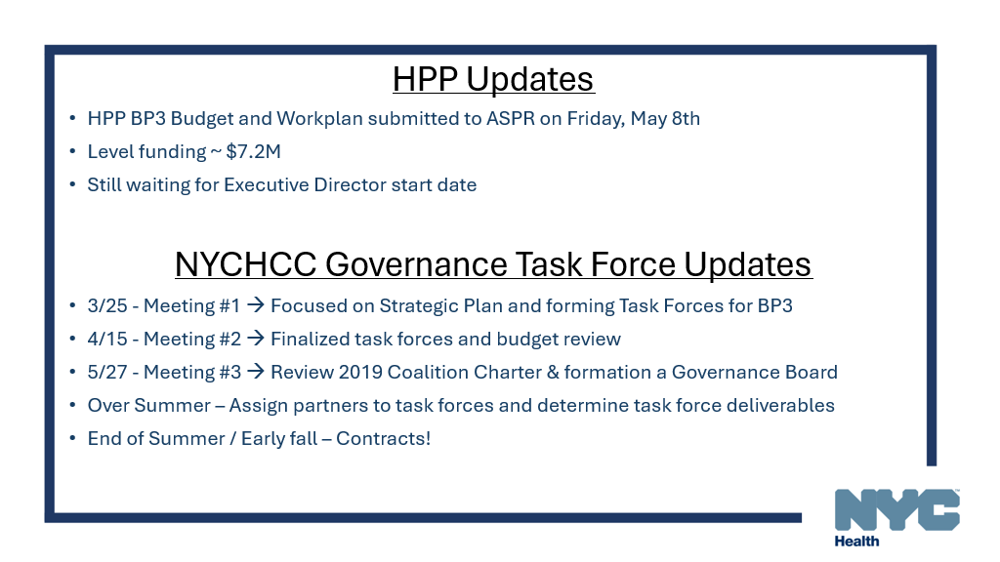 HPP Updates
• HPP BP3 Budget and Workplan submitted to ASPR on Friday, May 8th
• Level funding ~ $7.2M
• Still waiting for Executive Director start date
NYCHCC Governance Task Force Updates
• 3/25 - Meeting #1 → Focused on Strategic Plan and forming Task Forces for BP3
• 4/15 - Meeting #2 → Finalized task forces and budget review
• 5/27 - Meeting #3 → Review 2019 Coalition Charter & formation a Governance Board
• Over Summer – Assign partners to task forces and determine task force deliverables
• End of Summer / Early fall – Contracts!
NYC™
Health